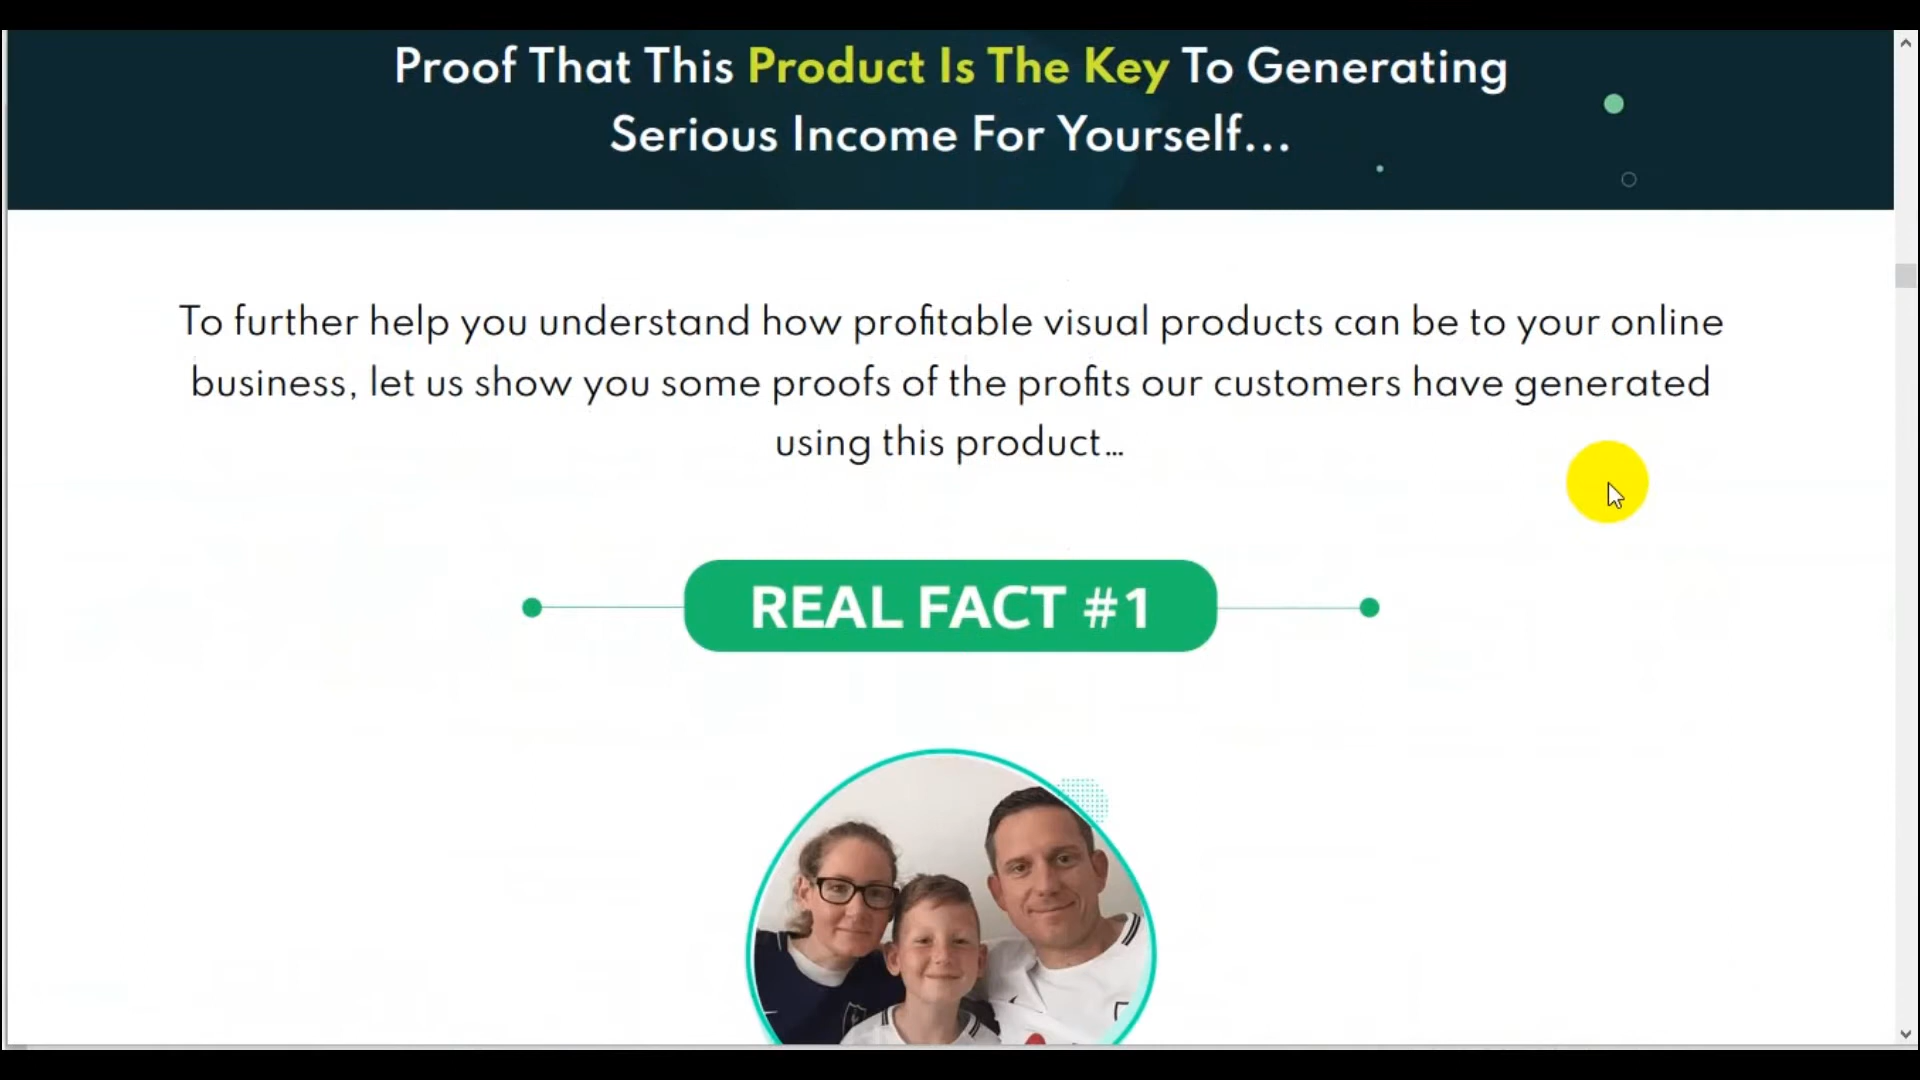 Proof That This Product Is The Key To Generating
Serious Income For Yourself...
To further help you understand how profitable visual products can be to your online
business, let us show you some proofs of the profits our customers have generated
using this product...
REAL FACT #1